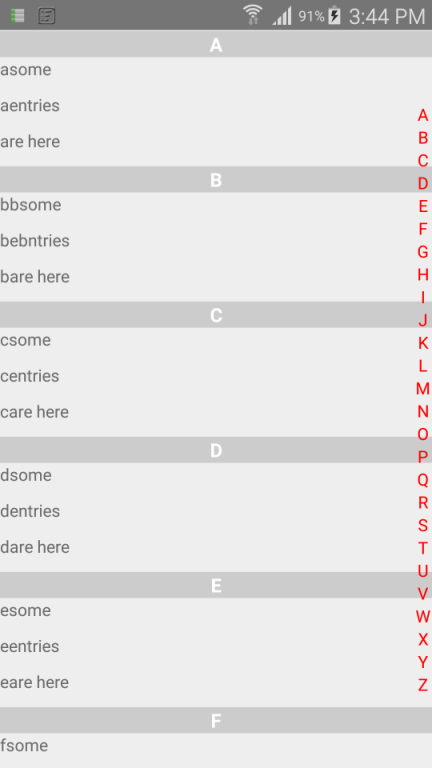 91% 3:44 PM
A
asome
aentries
are here
B
bbsome
bebntries
bare here
C
csome
centries
care here
D
dsome
dentries
dare here
E
esome
eentries
eare here
F
fsome
A
B
C
D
E
F
G
H
I
J
K
L
M
N
O
P
Q
R
S
T
U
V
W
X
Y
Z